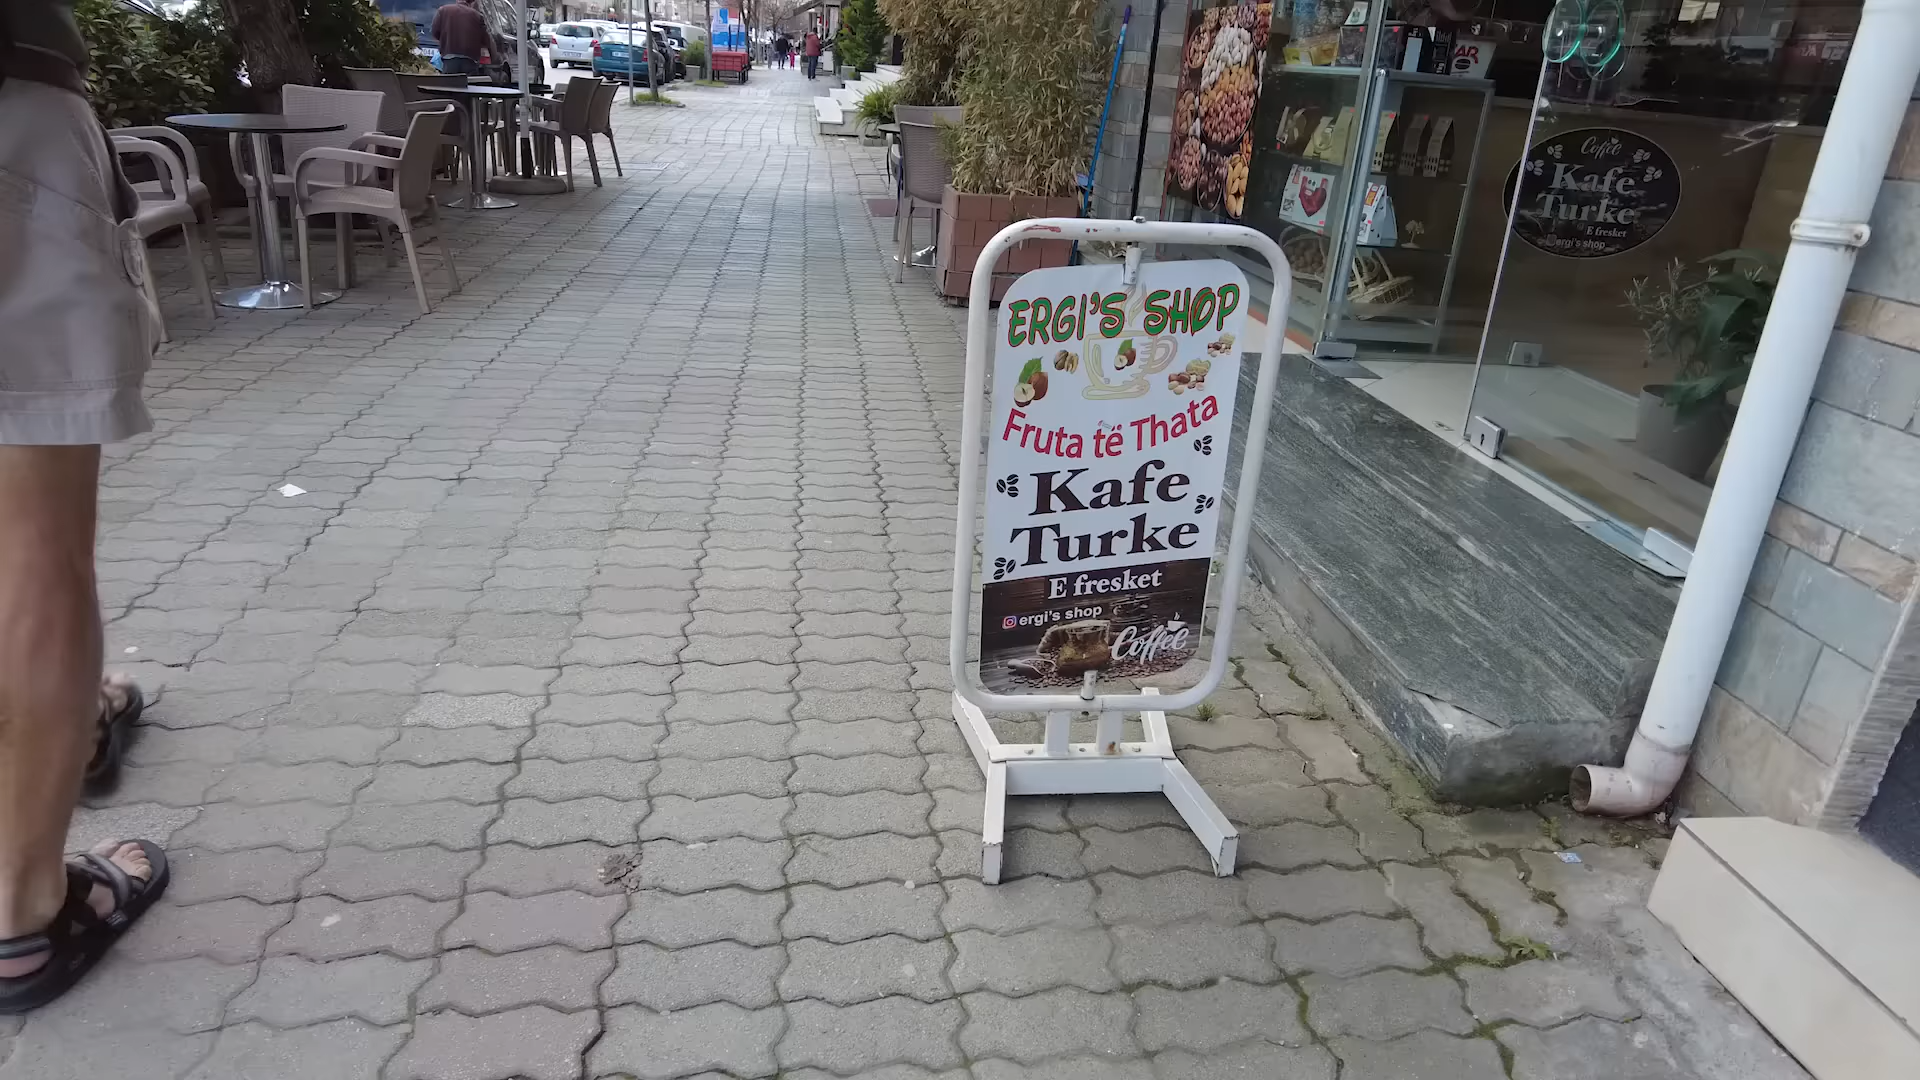 ERGI'S SHOP
Fruta të Thata
Kafe
Turke
E fresket
ergi's shop
Coffee
Coffee
Kafe
Turke
E fresket
ergi's shop